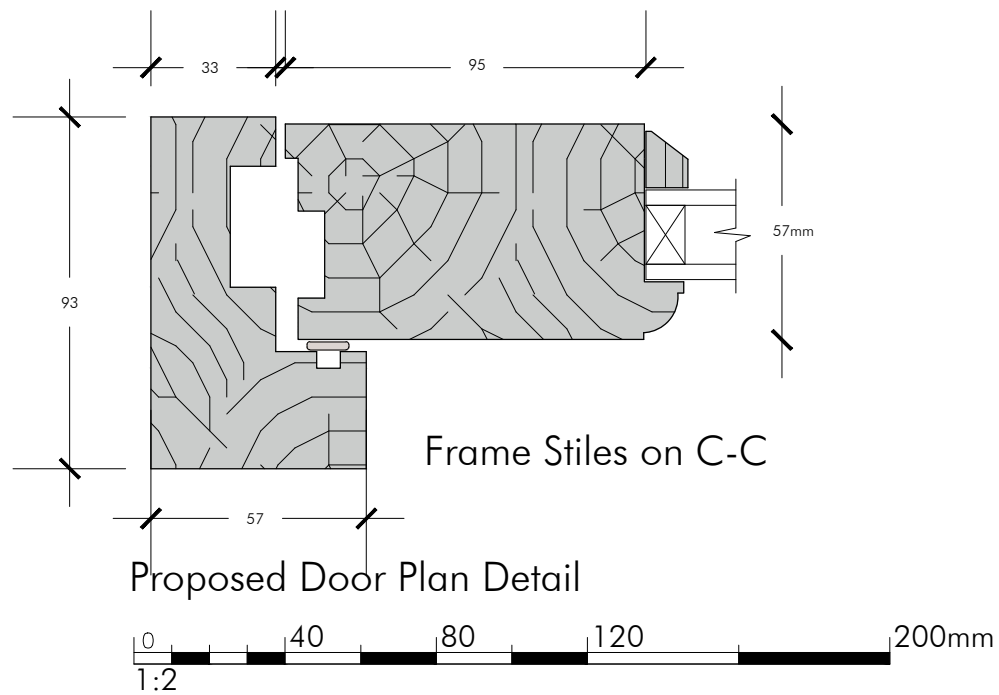 33
95
57mm
93
Frame Stiles on C-C
57
Proposed Door Plan Detail
0 40 80 120 200mm
1:2